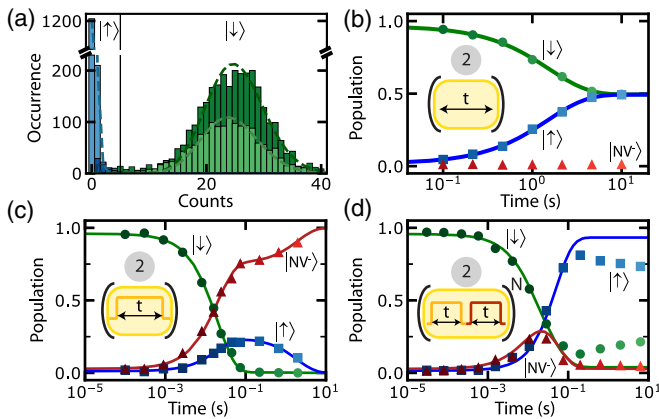 (a)
1200
|↑⟩
|↓⟩
200
100
0
Occurrence
0
20
40
Counts
(b)
1.0
0.5
0.0
Population
2
t
|↓⟩
|↑⟩
|NV⁻⟩
10⁻¹
10⁰
10¹
Time (s)
(c)
1.0
0.5
0.0
Population
|↓⟩
2
t
|NV⁻⟩
|↑⟩
10⁻⁵
10⁻³
10⁻¹
10¹
Time (s)
(d)
1.0
0.5
0.0
Population
|↓⟩
2
N
t
t
|↑⟩
|NV⁻⟩
10⁻⁵
10⁻³
10⁻¹
10¹
Time (s)